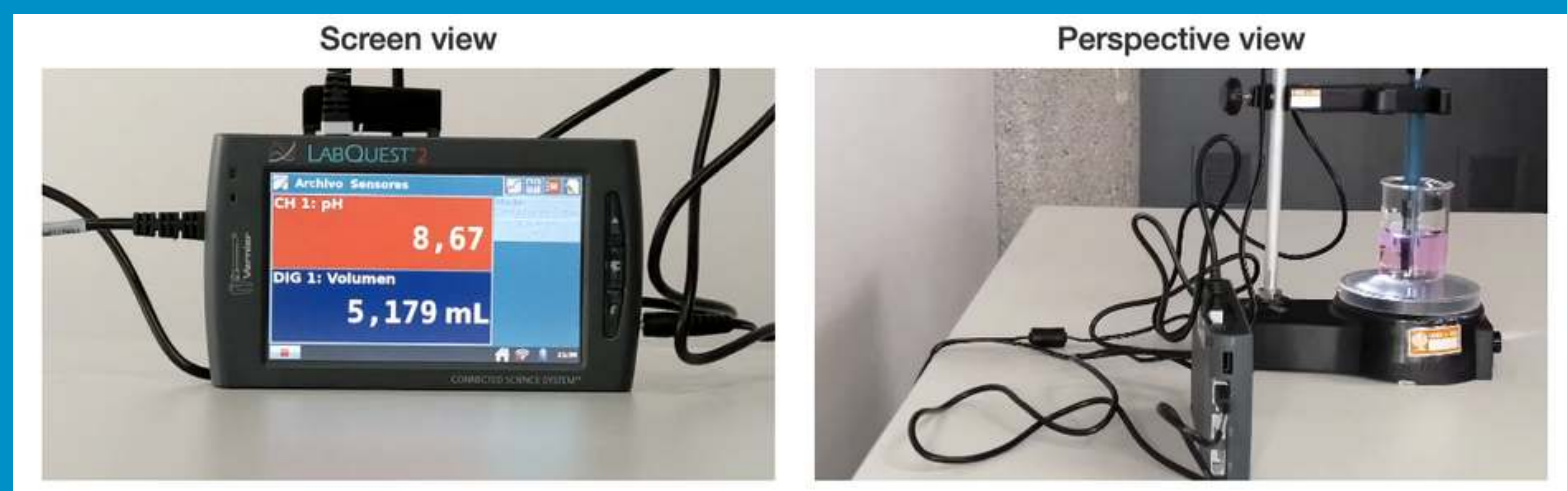 Screen view
Perspective view
LABQUEST 2
Archivo Sensores
CH 1: pH
8,67
DIG 1: Volumen
5,179 mL
Vernier
CONNECTED SCIENCE SYSTEM™